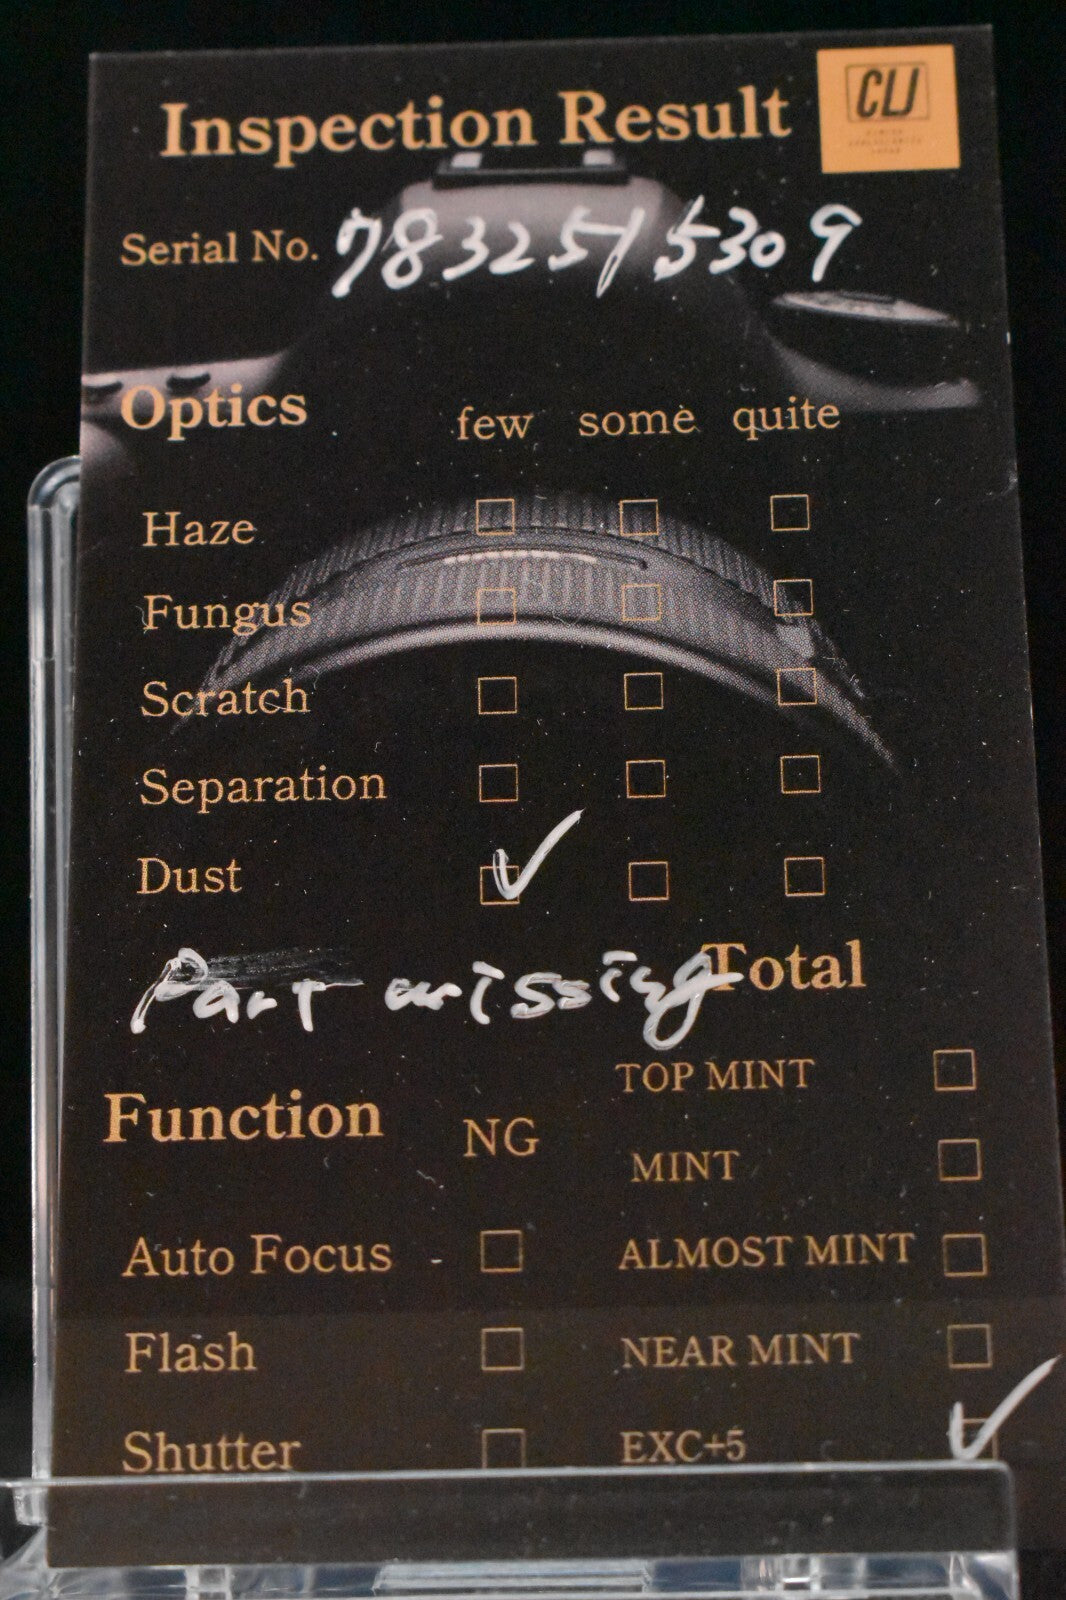 Inspection Result
CLJ
Serial No. 7832515309
Optics few some quite
Haze
Fungus
Scratch
Separation
Dust
Part missing
Total
TOP MINT
Function NG
MINT
Auto Focus
ALMOST MINT
Flash
NEAR MINT
Shutter
EXC+5